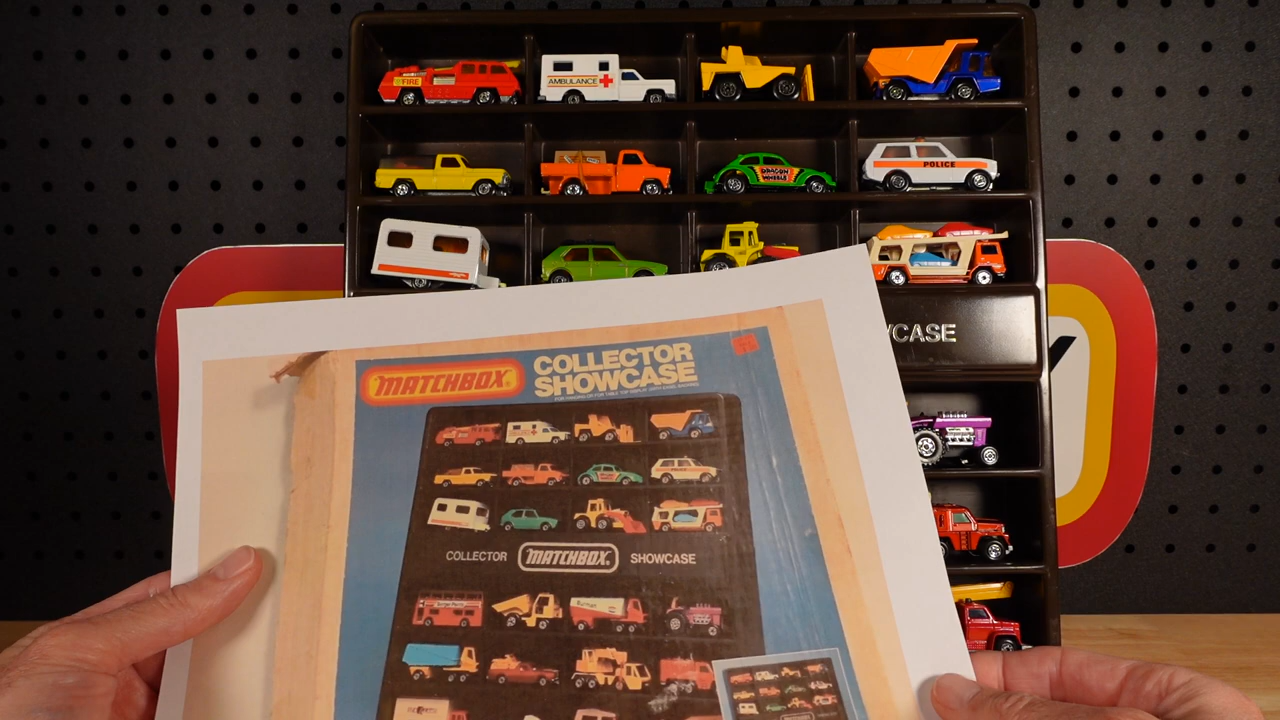 FIRE
AMBULANCE
DRAGON
WHEELS
POLICE
CASE
MATCHBOX
COLLECTOR
SHOWCASE
COLLECTOR MATCHBOX SHOWCASE